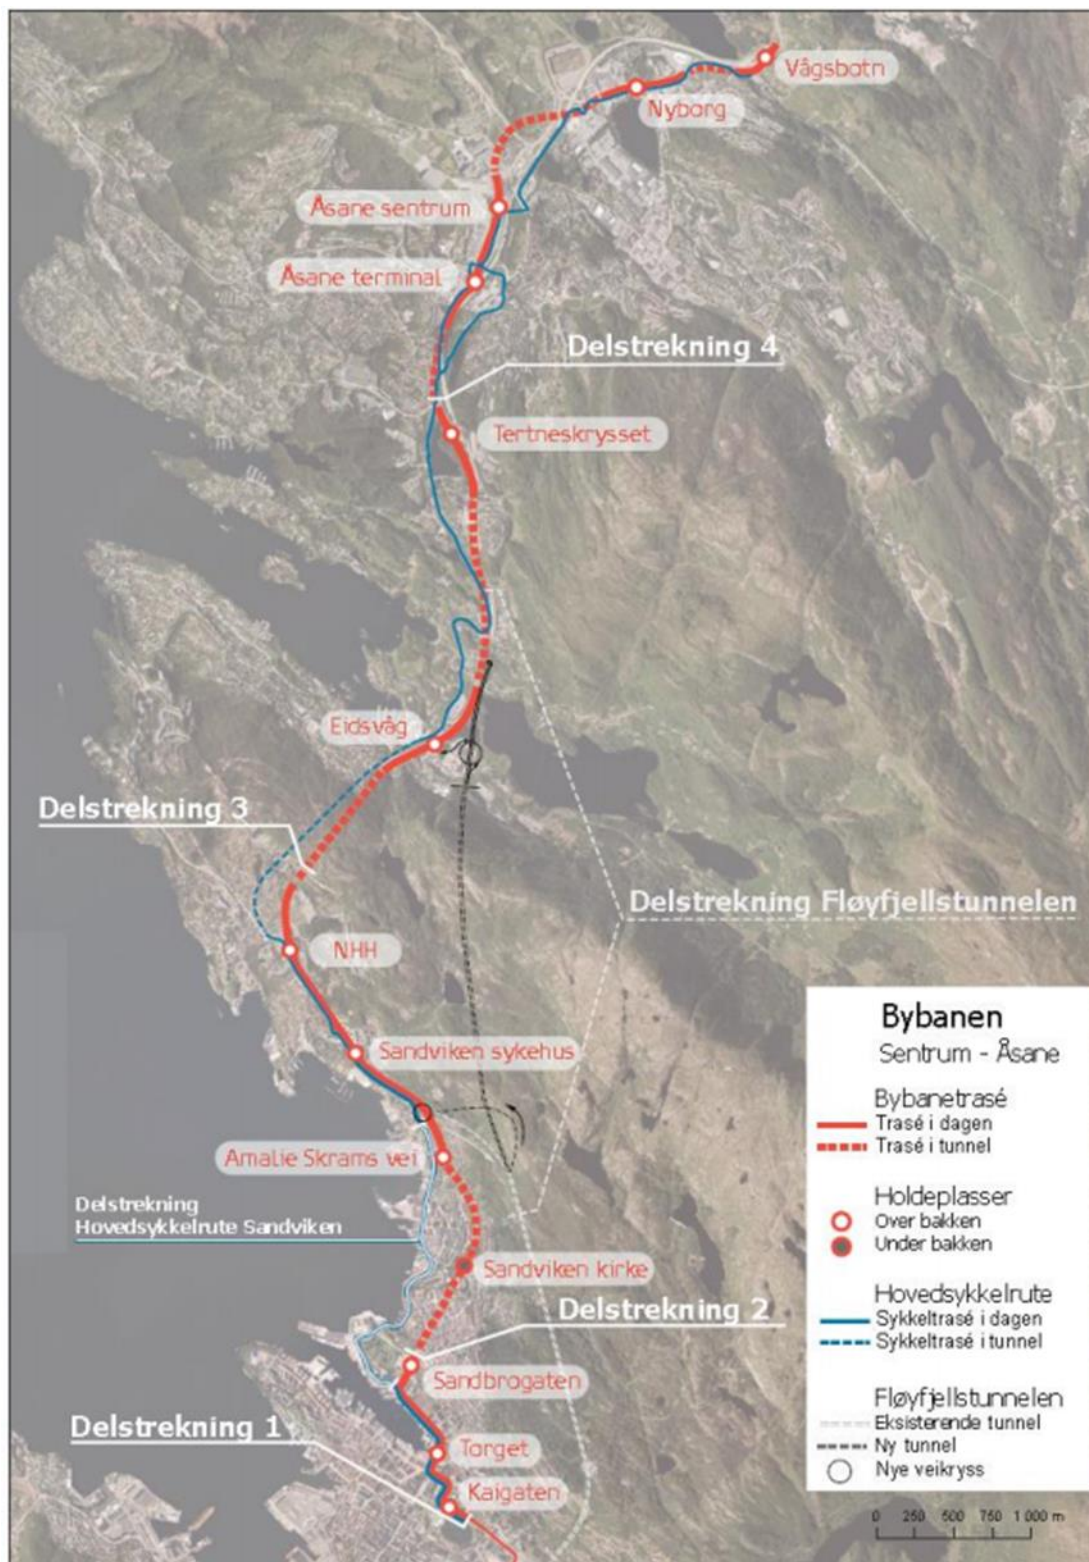 Vågsbotn
Nyborg
Åsane sentrum
Åsane terminal
Delstrekning 4
Tertneskrysset
Eidsvåg
Delstrekning 3
Delstrekning Fløyfjellstunnelen
NHH
Sandviken sykehus
Amalie Skrams vei
Delstrekning
Hovedsykkelrute Sandviken
Sandviken kirke
Delstrekning 2
Sandbrogaten
Delstrekning 1
Torget
Kaigaten
Bybanen
Sentrum - Åsane
Bybanetrasé
Trasé i dagen
Trasé i tunnel
Holdeplasser
Over bakken
Under bakken
Hovedsykkelrute
Sykkeltrasé i dagen
Sykkeltrasé i tunnel
Fløyfjellstunnelen
Eksisterende tunnel
Ny tunnel
Nye veikryss
0 250 500 750 1 000 m